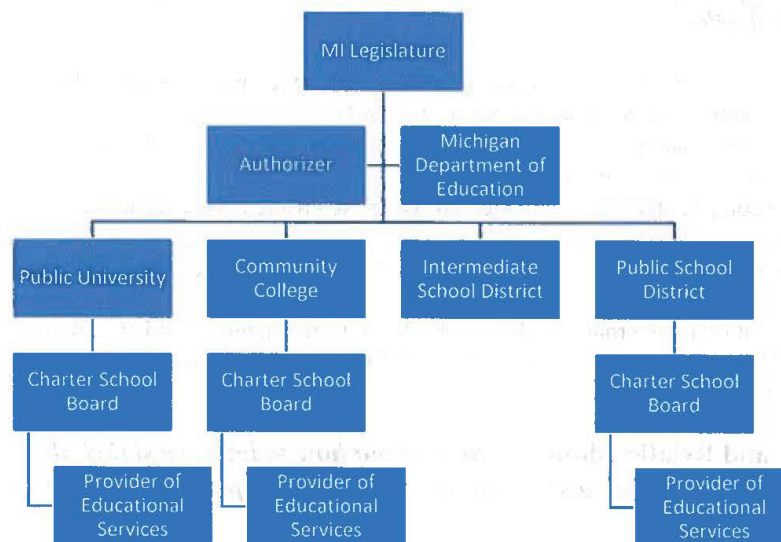 MI Legislature
Authorizer
Michigan
Department of
Education
Public University
Community
College
Intermediate
School District
Public School
District
Charter School
Board
Charter School
Board
Charter School
Board
Provider of
Educational
Services
Provider of
Educational
Services
Provider of
Educational
Services